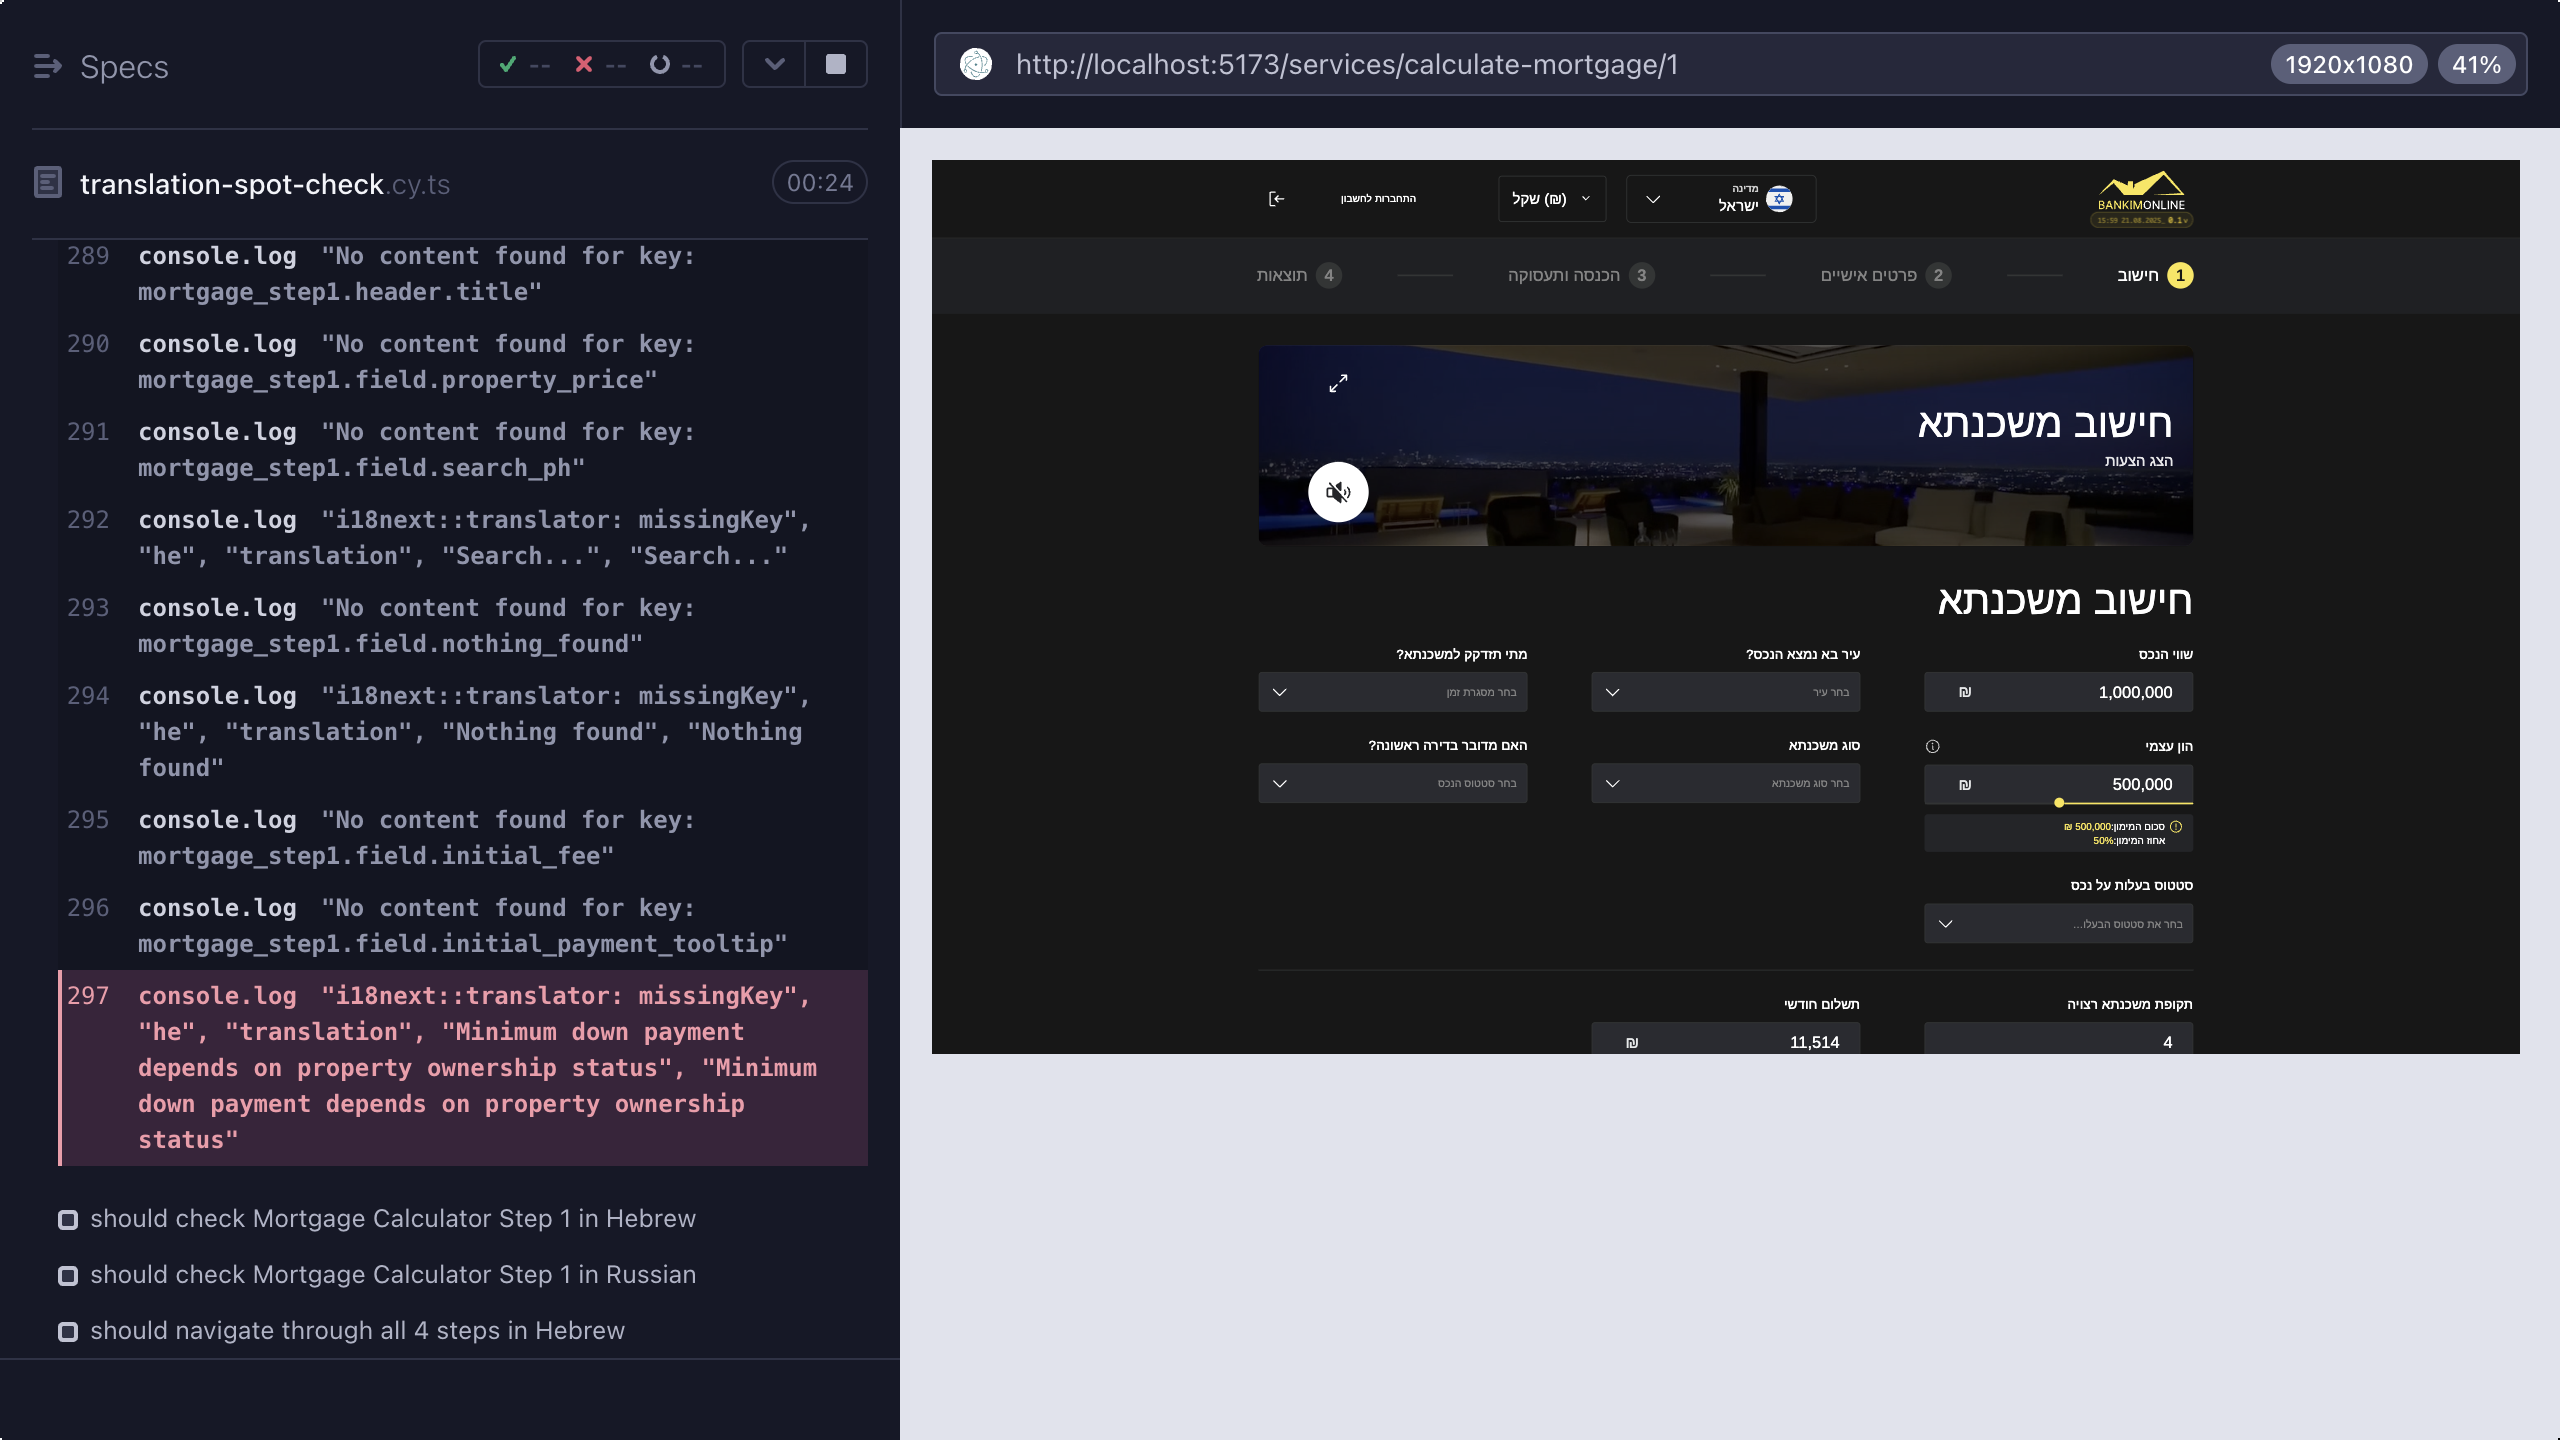 Specs
--
--
--
translation-spot-check.cy.ts
00:24
289 console.log "No content found for key:
mortgage_step1.header.title"
290 console.log "No content found for key:
mortgage_step1.field.property_price"
291 console.log "No content found for key:
mortgage_step1.field.search_ph"
292 console.log "i18next::translator: missingKey",
"he", "translation", "Search...", "Search..."
293 console.log "No content found for key:
mortgage_step1.field.nothing_found"
294 console.log "i18next::translator: missingKey",
"he", "translation", "Nothing found", "Nothing
found"
295 console.log "No content found for key:
mortgage_step1.field.initial_fee"
296 console.log "No content found for key:
mortgage_step1.field.initial_payment_tooltip"
297 console.log "i18next::translator: missingKey",
"he", "translation", "Minimum down payment
depends on property ownership status", "Minimum
down payment depends on property ownership
status"
should check Mortgage Calculator Step 1 in Hebrew
should check Mortgage Calculator Step 1 in Russian
should navigate through all 4 steps in Hebrew
http://localhost:5173/services/calculate-mortgage/1
1920x1080
41%
BANKIMONLINE
15:59 21.08.2025
0.1v
מדינה
ישראל
שקל (₪)
התחברות לחשבון
1 חישוב
2 פרטים אישיים
3 הכנסה ותעסוקה
4 תוצאות
חישוב משכנתא
הצג הצעות
חישוב משכנתא
שווי הנכס
1,000,000 ₪
עיר בא נמצא הנכס?
בחר עיר
מתי תזדקק למשכנתא?
בחר מסגרת זמן
הון עצמי
500,000 ₪
סכום המימון:500,000 ₪
אחוז המימון:50%
סוג משכנתא
בחר סוג משכנתא
האם מדובר בדירה ראשונה?
בחר סטטוס הנכס
סטטוס בעלות על נכס
בחר את סטטוס הבעלו...
תקופת משכנתא רצויה
4
תשלום חודשי
11,514 ₪